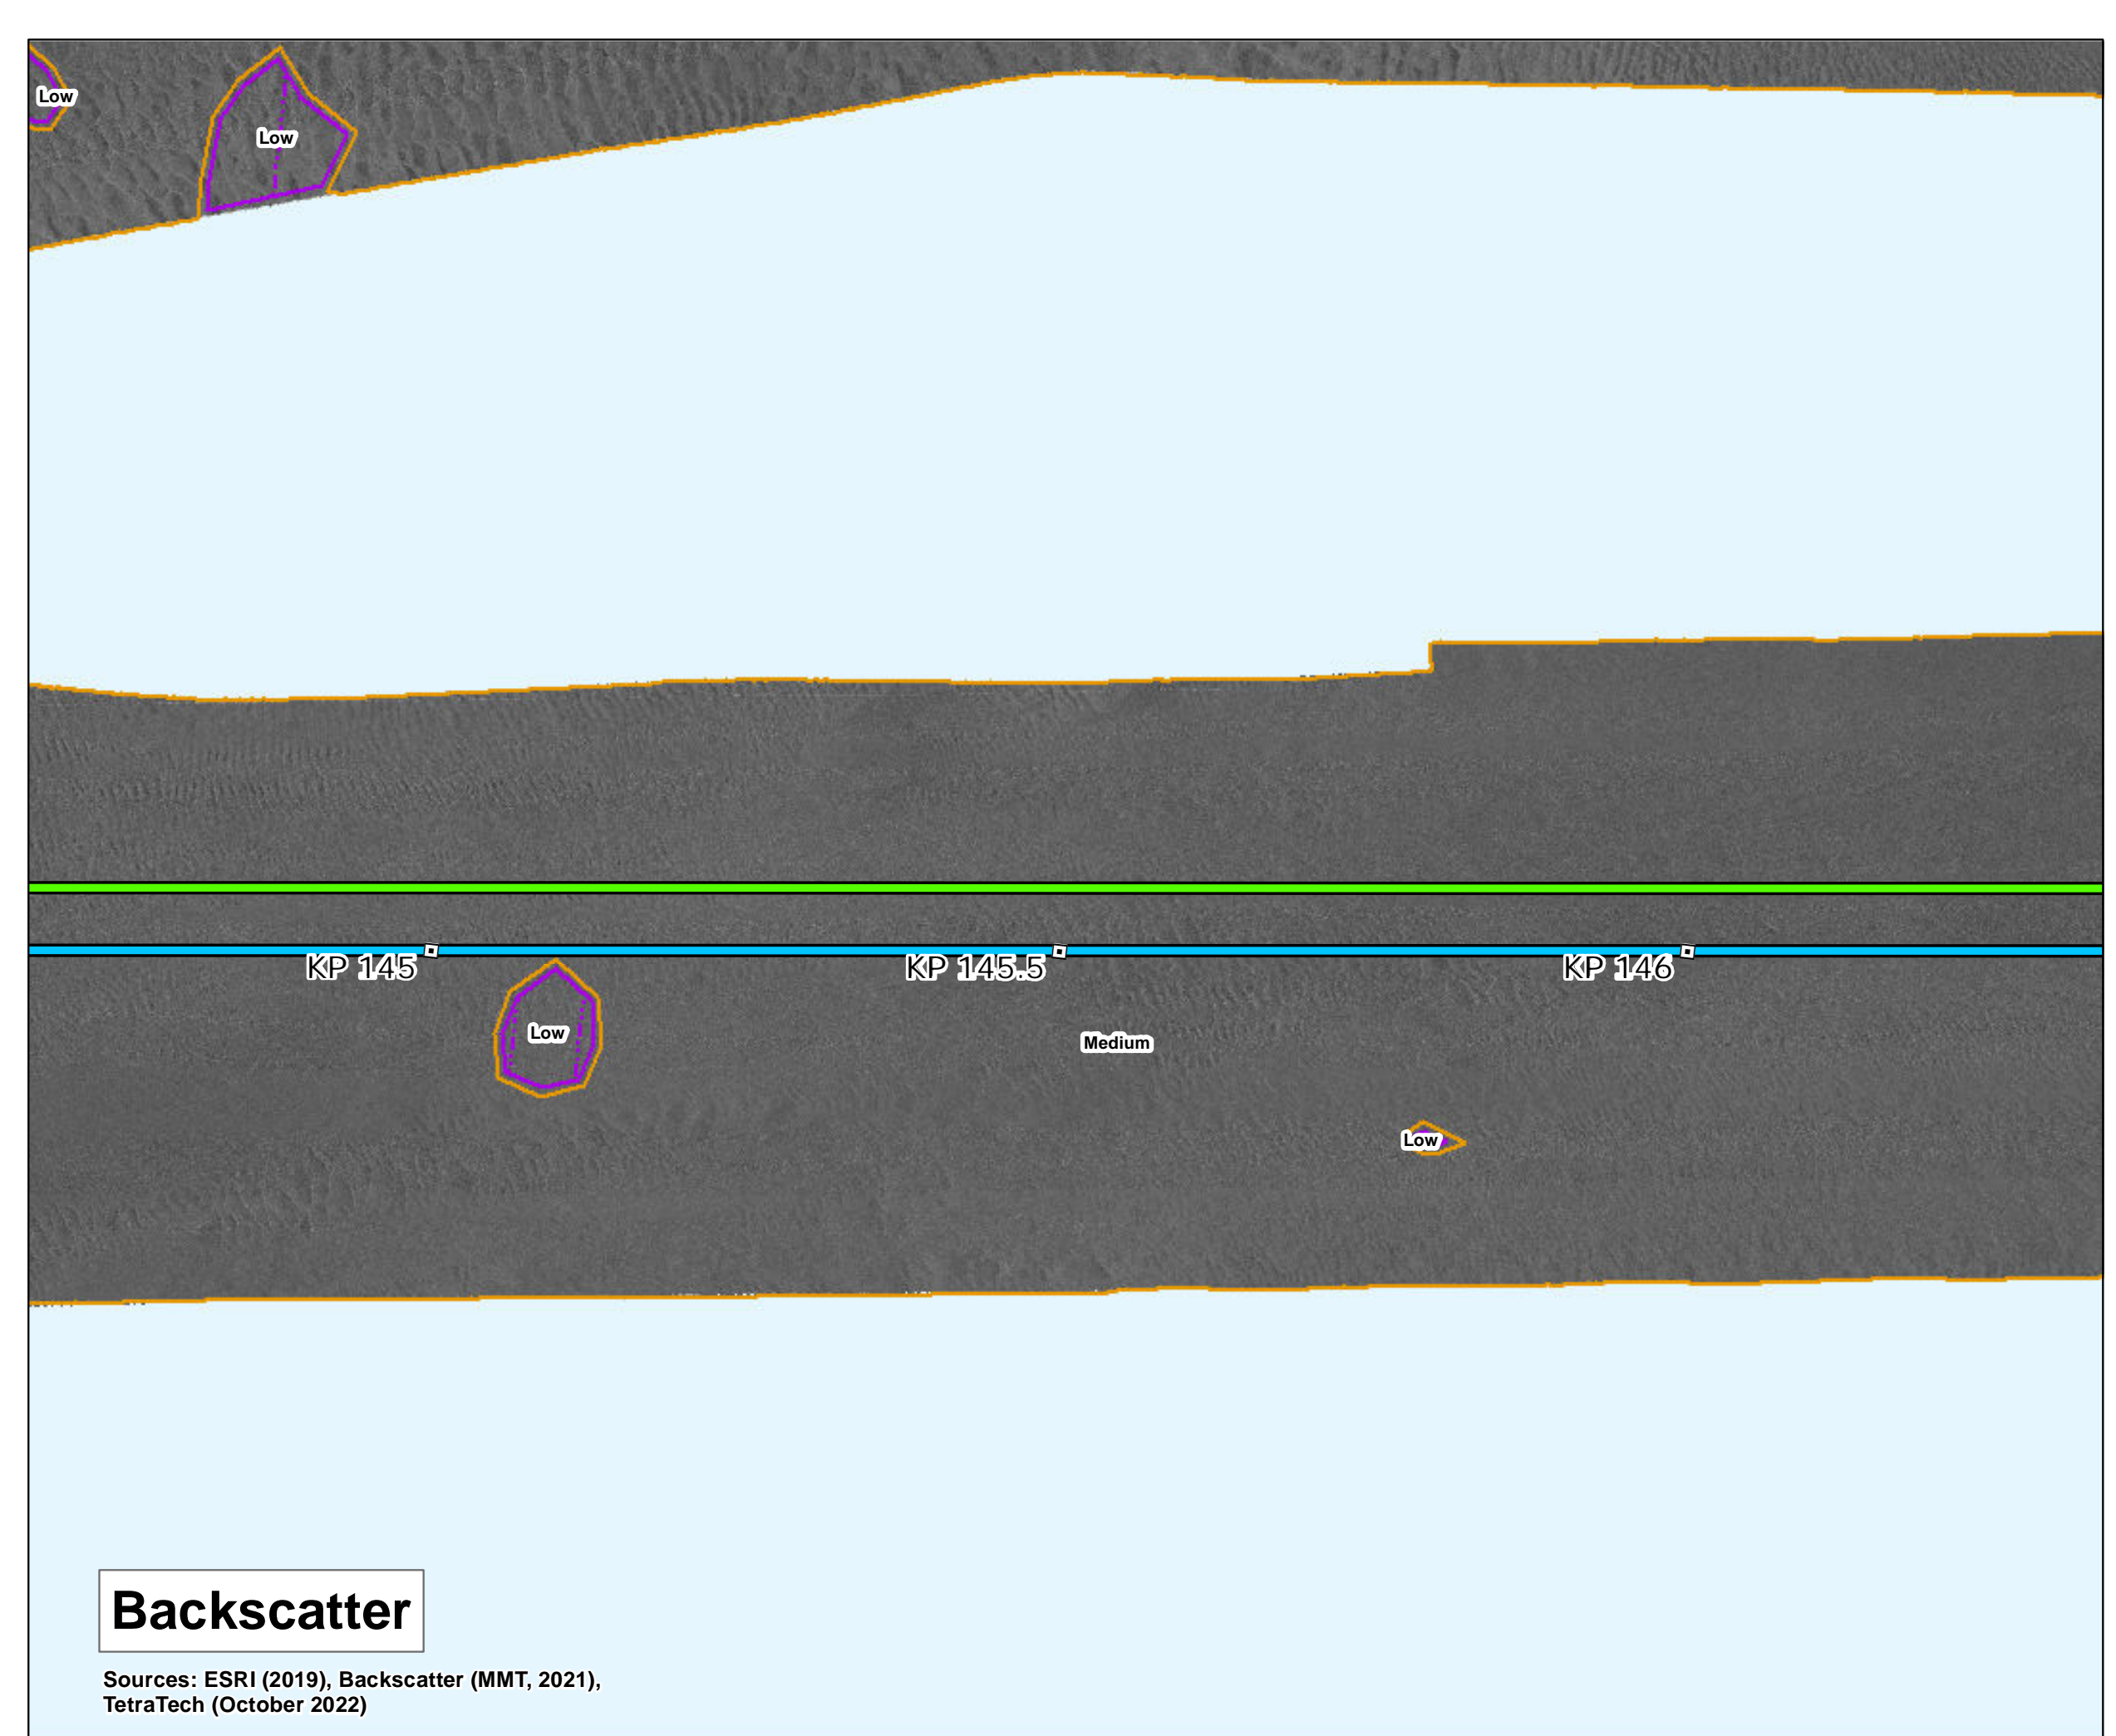 Low
Low
KP 145
KP 145.5
KP 146
Low
Medium
Low
Backscatter
Sources: ESRI (2019), Backscatter (MMT, 2021),
TetraTech (October 2022)